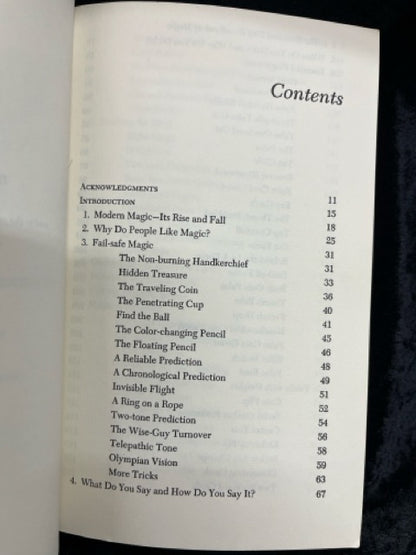 Contents
ACKNOWLEDGMENTS 11
INTRODUCTION 15
1. Modern Magic—Its Rise and Fall 18
2. Why Do People Like Magic? 25
3. Fail-safe Magic 31
The Non-burning Handkerchief 31
Hidden Treasure 33
The Traveling Coin 36
The Penetrating Cup 40
Find the Ball 41
The Color-changing Pencil 45
The Floating Pencil 46
A Reliable Prediction 48
A Chronological Prediction 49
Invisible Flight 51
A Ring on a Rope 52
Two-tone Prediction 54
The Wise-Guy Turnover 56
Telepathic Tone 58
Olympian Vision 59
More Tricks 63
4. What Do You Say and How Do You Say It? 67